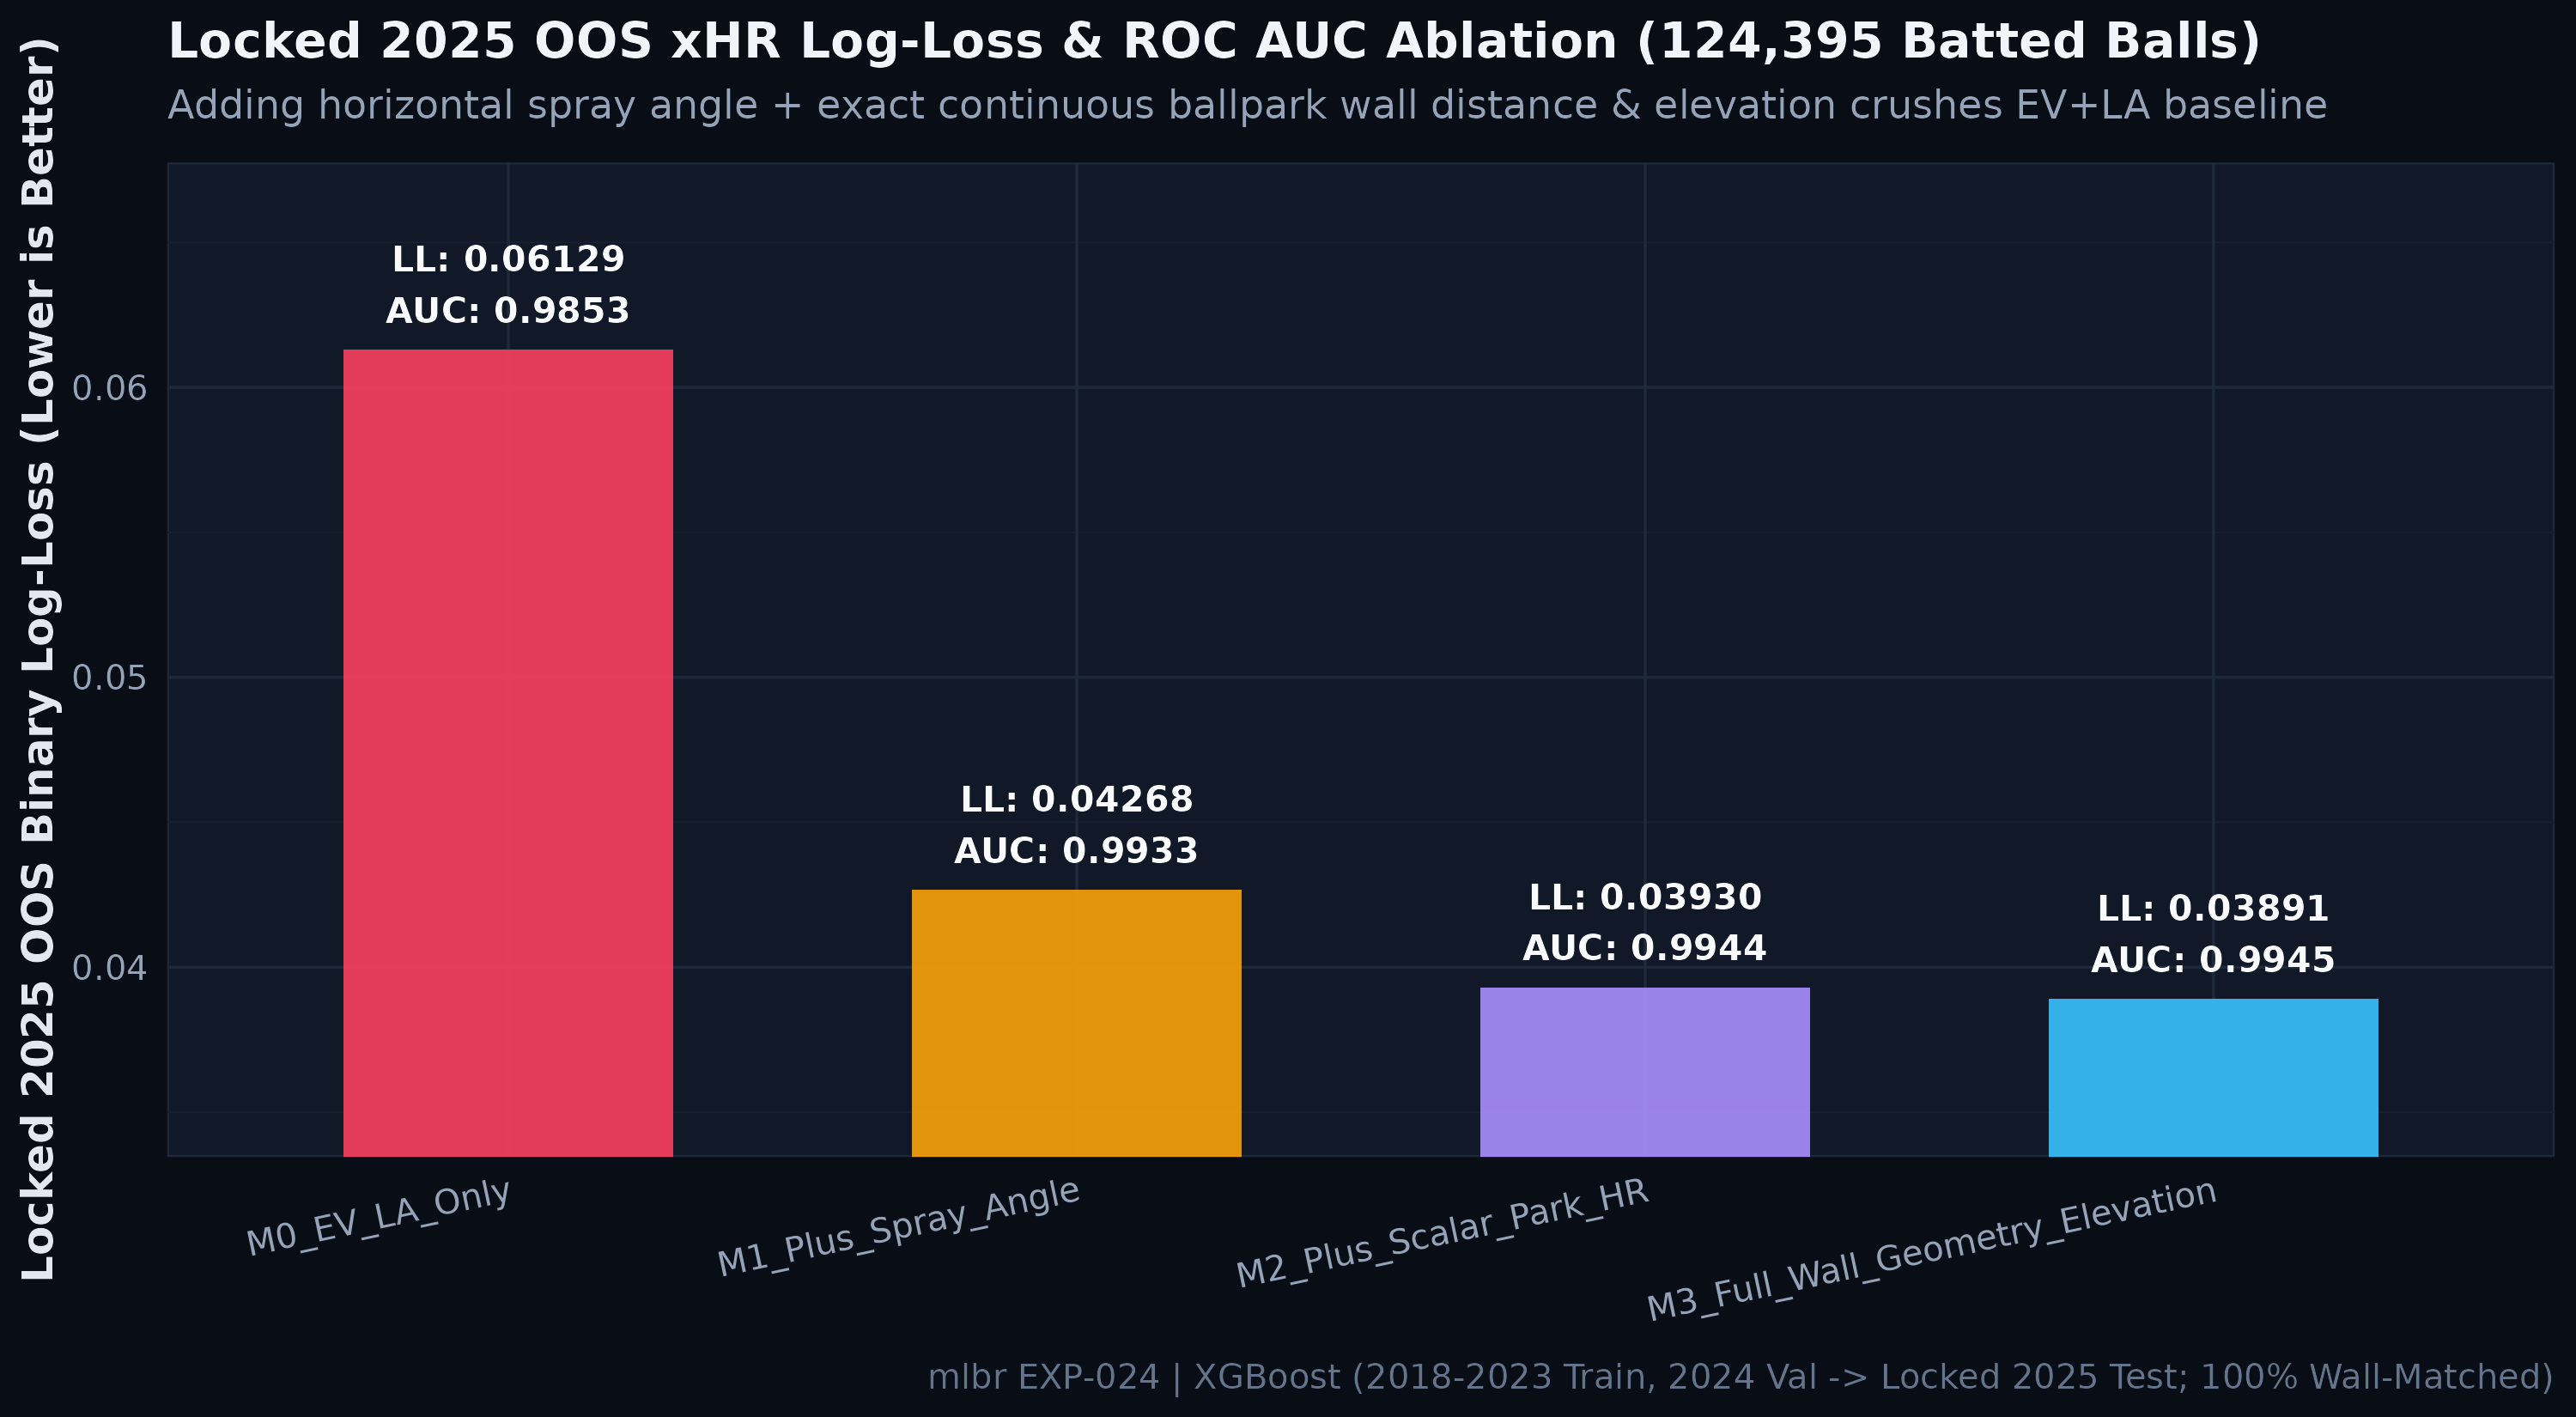 Locked 2025 OOS xHR Log-Loss & ROC AUC Ablation (124,395 Batted Balls)
Adding horizontal spray angle + exact continuous ballpark wall distance & elevation crushes EV+LA baseline
Locked 2025 OOS Binary Log-Loss (Lower is Better)
0.06
0.05
0.04
LL: 0.06129
AUC: 0.9853
LL: 0.04268
AUC: 0.9933
LL: 0.03930
AUC: 0.9944
LL: 0.03891
AUC: 0.9945
M0_EV_LA_Only
M1_Plus_Spray_Angle
M2_Plus_Scalar_Park_HR
M3_Full_Wall_Geometry_Elevation
mlbr EXP-024 | XGBoost (2018-2023 Train, 2024 Val -> Locked 2025 Test; 100% Wall-Matched)